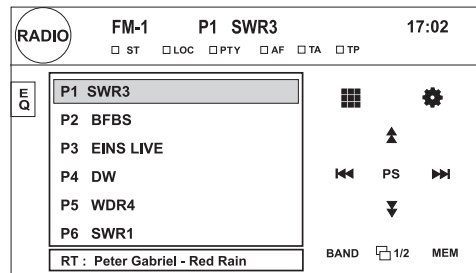 RADIO
FM-1 P1 SWR3 17:02
ST LOC PTY AF TA TP
EQ
P1 SWR3
P2 BFBS
P3 EINS LIVE
P4 DW
PS
P5 WDR4
P6 SWR1
BAND 1/2 MEM
RT : Peter Gabriel - Red Rain